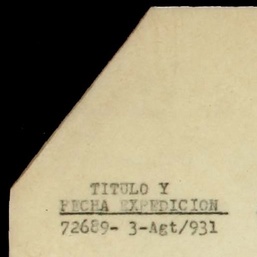 TITULO Y
FECHA EXPEDICION
72689- 3-Agt/931